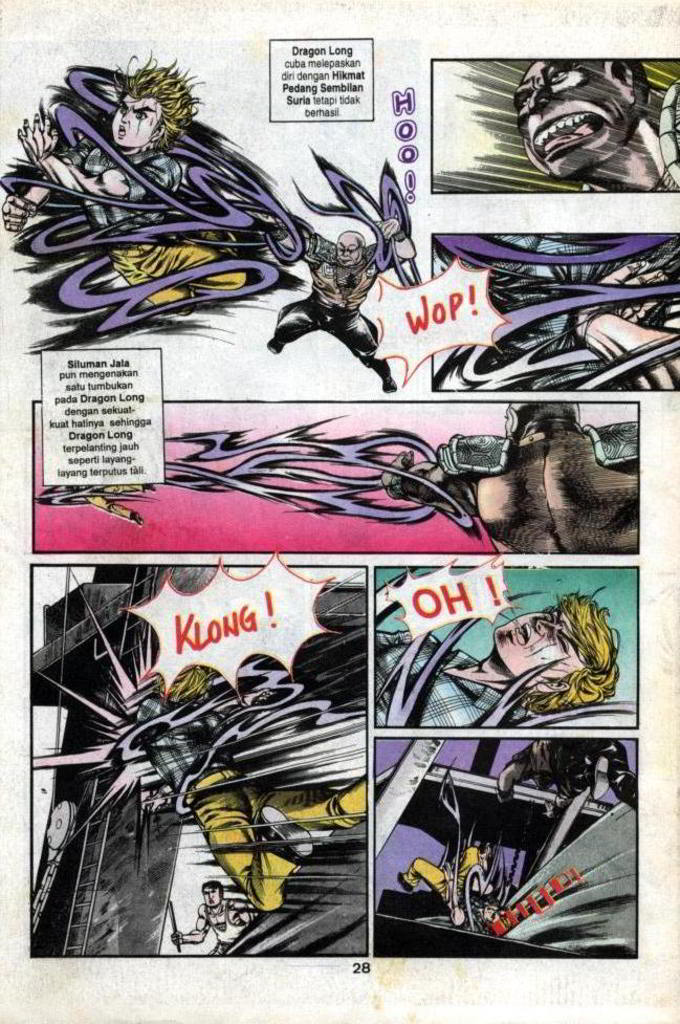 Dragon Long
cuba melepaskan
diri dengan Hikmat
Pedang Sembilan
Suria tetapi tidak
berhasil.
HOO!
WOP!
Siluman Jala
pun mengenakan
satu tumbukan
pada Dragon Long
dengan sekuat-
kuat hatinya sehingga
Dragon Long
terpelanting jauh
seperti layang-
layang terputus tali.
KLONG!
OH!
28